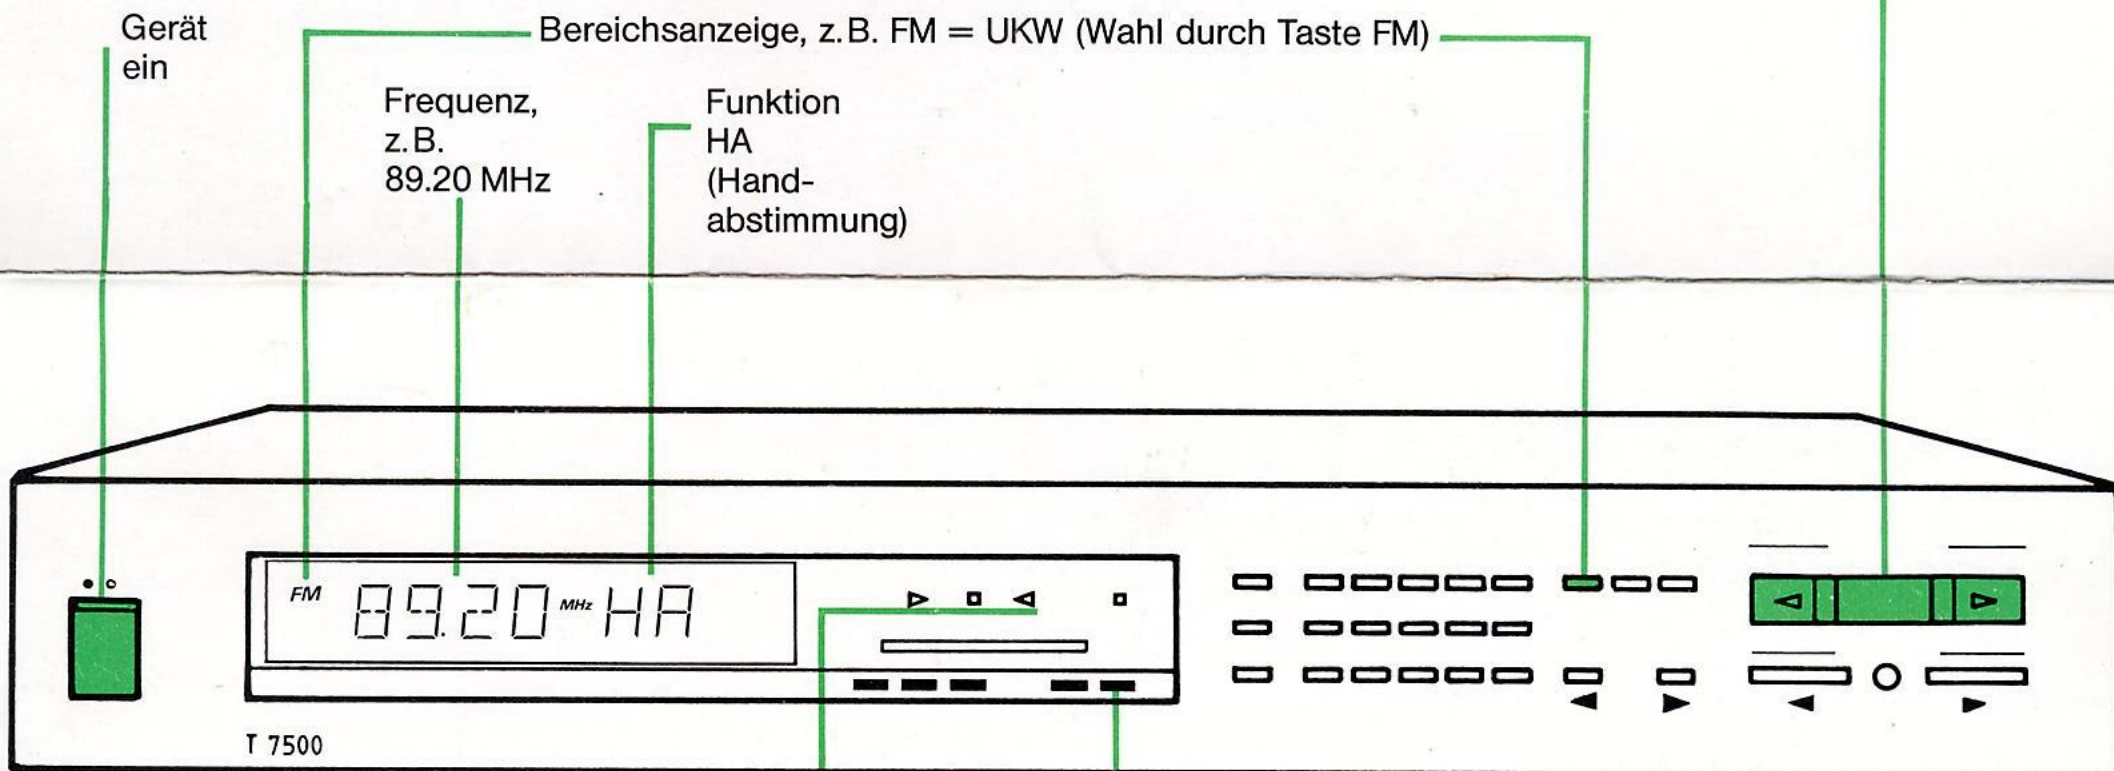 Gerät
ein
Bereichsanzeige, z.B. FM = UKW (Wahl durch Taste FM)
Frequenz,
z.B.
89.20 MHz
Funktion
HA
(Hand-
abstimmung)
FM 89.20 MHz HA
T 7500